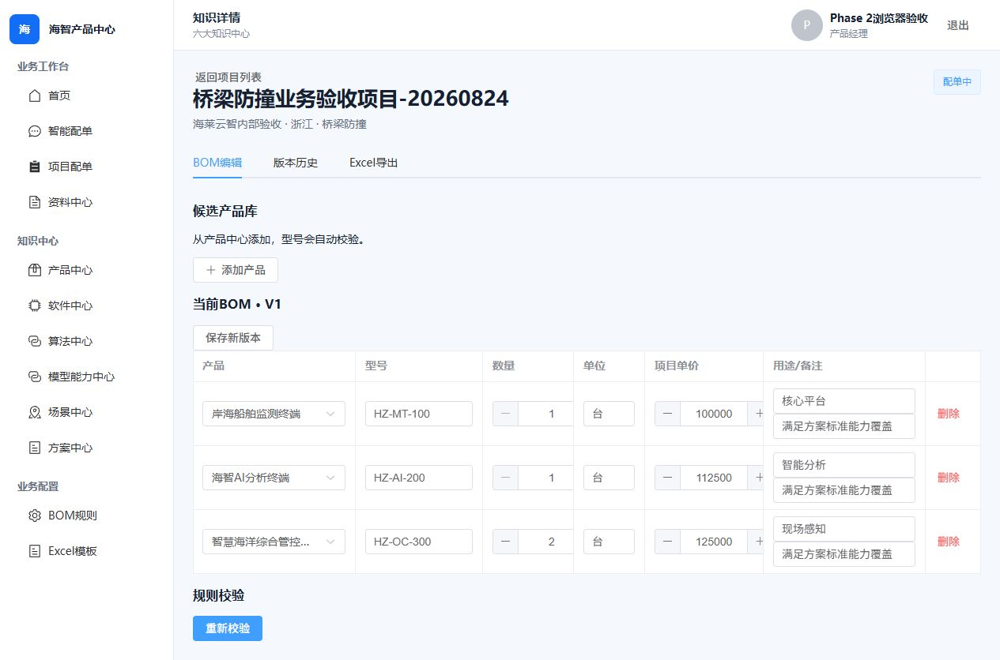 海
海智产品中心
业务工作台
首页
智能配单
项目配单
资料中心
知识中心
产品中心
软件中心
算法中心
模型能力中心
场景中心
方案中心
业务配置
BOM规则
Excel模板
知识详情
六大知识中心
P
Phase 2浏览器验收
产品经理
退出
返回项目列表
桥梁防撞业务验收项目-20260824
海莱云智内部验收 · 浙江 · 桥梁防撞
配单中
BOM编辑 版本历史 Excel导出
候选产品库
从产品中心添加，型号会自动校验。
添加产品
当前BOM • V1
保存新版本
产品 型号 数量 单位 项目单价 用途/备注
岸海船舶监测终端 HZ-MT-100 1 台 100000 核心平台
满足方案标准能力覆盖
删除
海智AI分析终端 HZ-AI-200 1 台 112500 智能分析
满足方案标准能力覆盖
删除
智慧海洋综合管控... HZ-OC-300 2 台 125000 现场感知
满足方案标准能力覆盖
删除
规则校验
重新校验